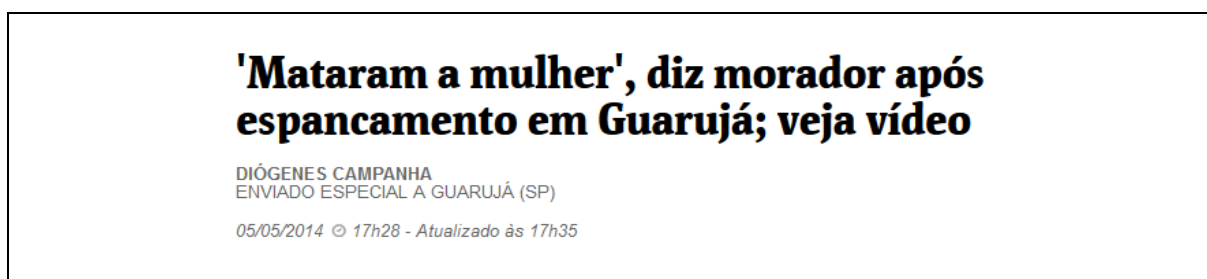 'Mataram a mulher', diz morador após
espancamento em Guarujá; veja vídeo
DIÓGENES CAMPANHA
ENVIADO ESPECIAL A GUARUJÁ (SP)
05/05/2014 17h28 - Atualizado às 17h35